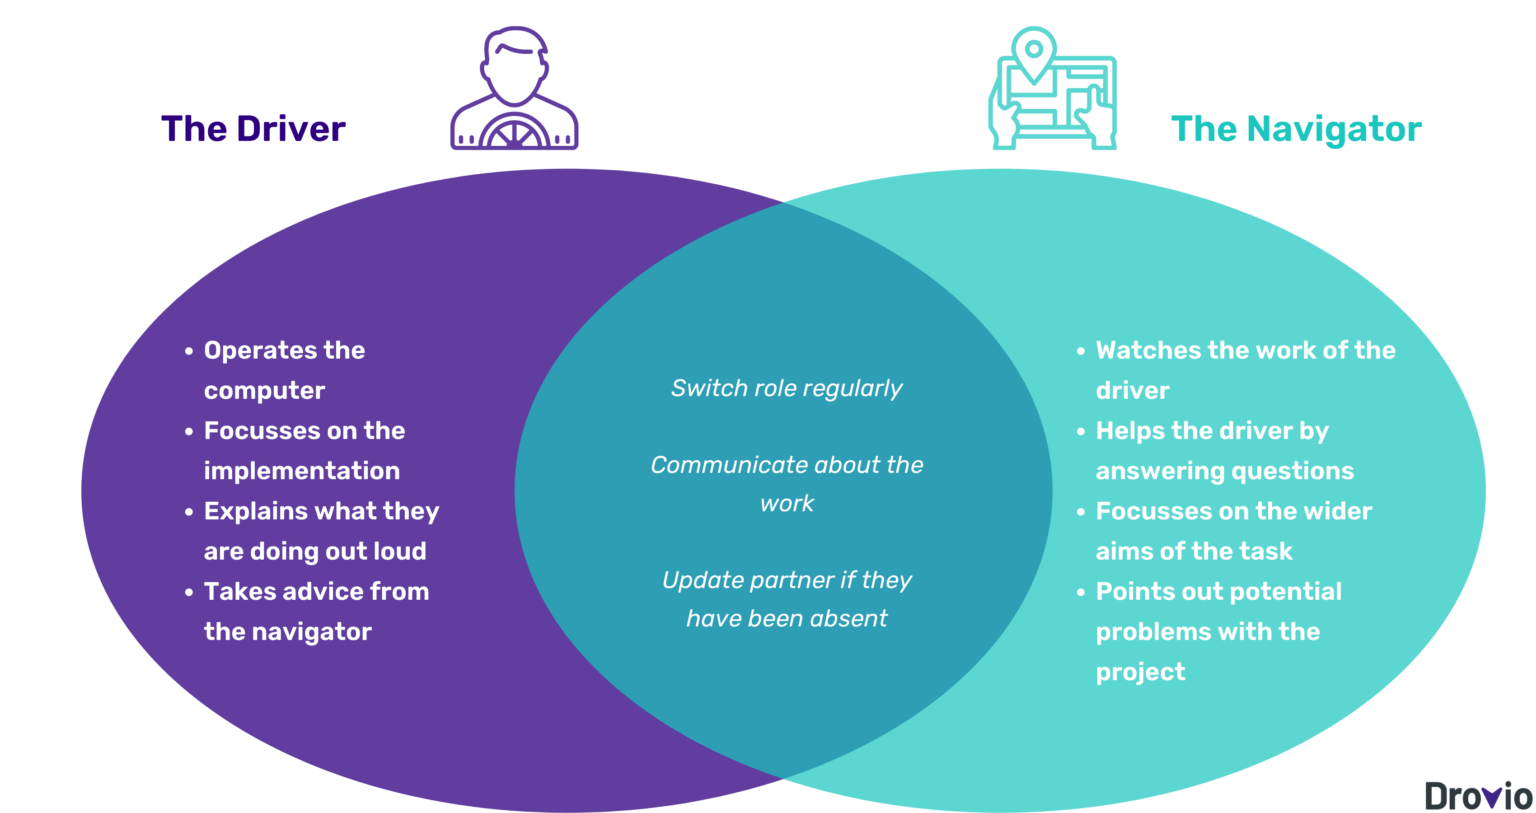 The Driver
The Navigator
• Operates the
computer
• Focusses on the
implementation
• Explains what they
are doing out loud
• Takes advice from
the navigator
Switch role regularly
Communicate about the
work
Update partner if they
have been absent
• Watches the work of the
driver
• Helps the driver by
answering questions
• Focusses on the wider
aims of the task
• Points out potential
problems with the
project
Drovio